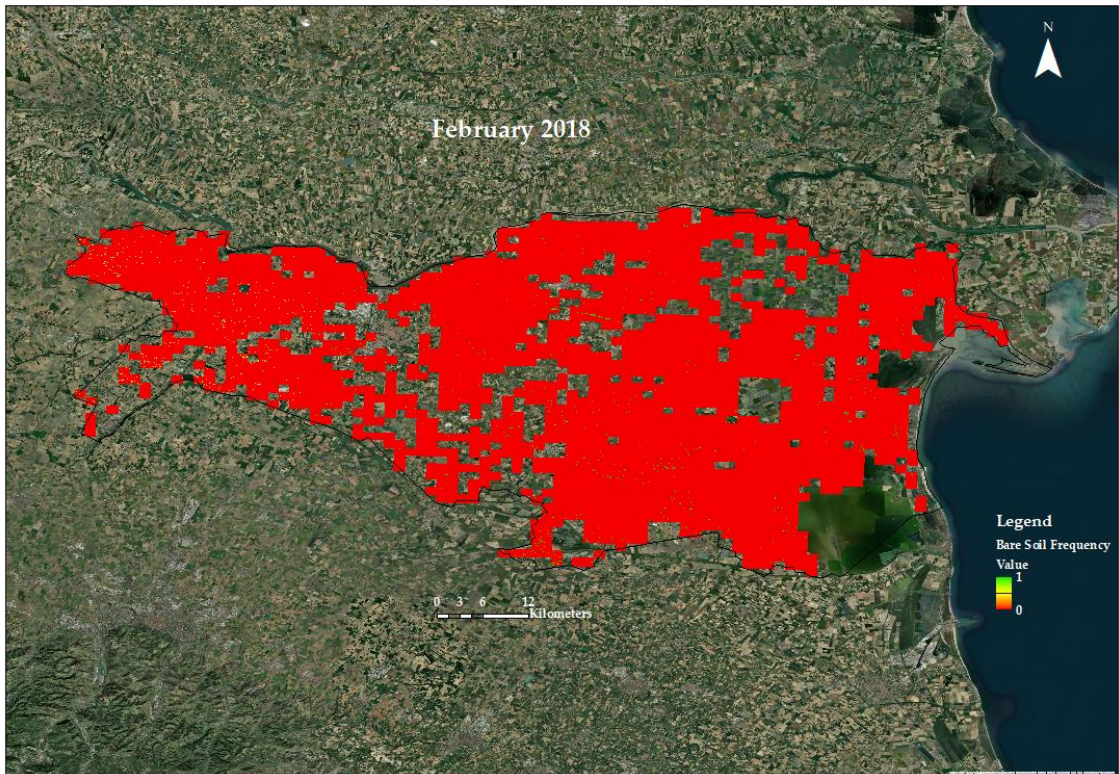 N
February 2018
Legend
Bare Soil Frequency
Value
1
0
0 3 6 12
Kilometers